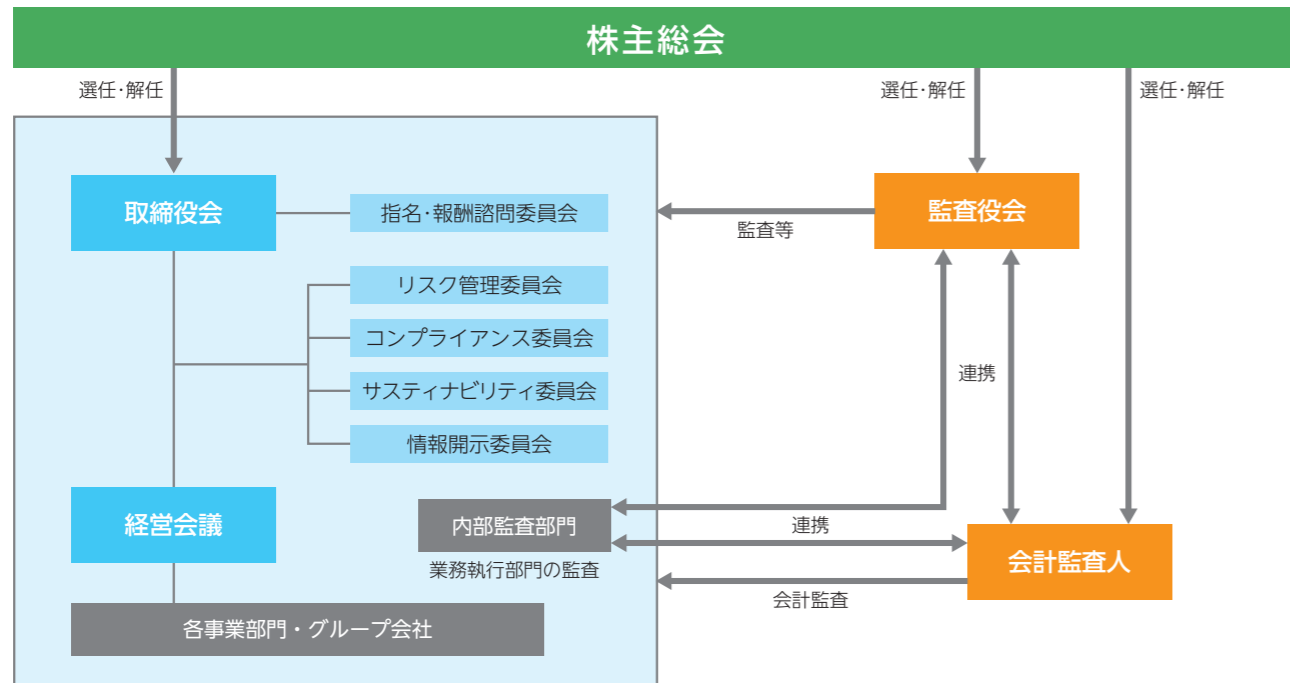 株主総会
選任・解任
選任・解任
選任・解任
取締役会
指名・報酬諮問委員会
監査等
監査役会
リスク管理委員会
コンプライアンス委員会
サスティナビリティ委員会
情報開示委員会
連携
経営会議
内部監査部門
連携
業務執行部門の監査
会計監査人
会計監査
各事業部門・グループ会社